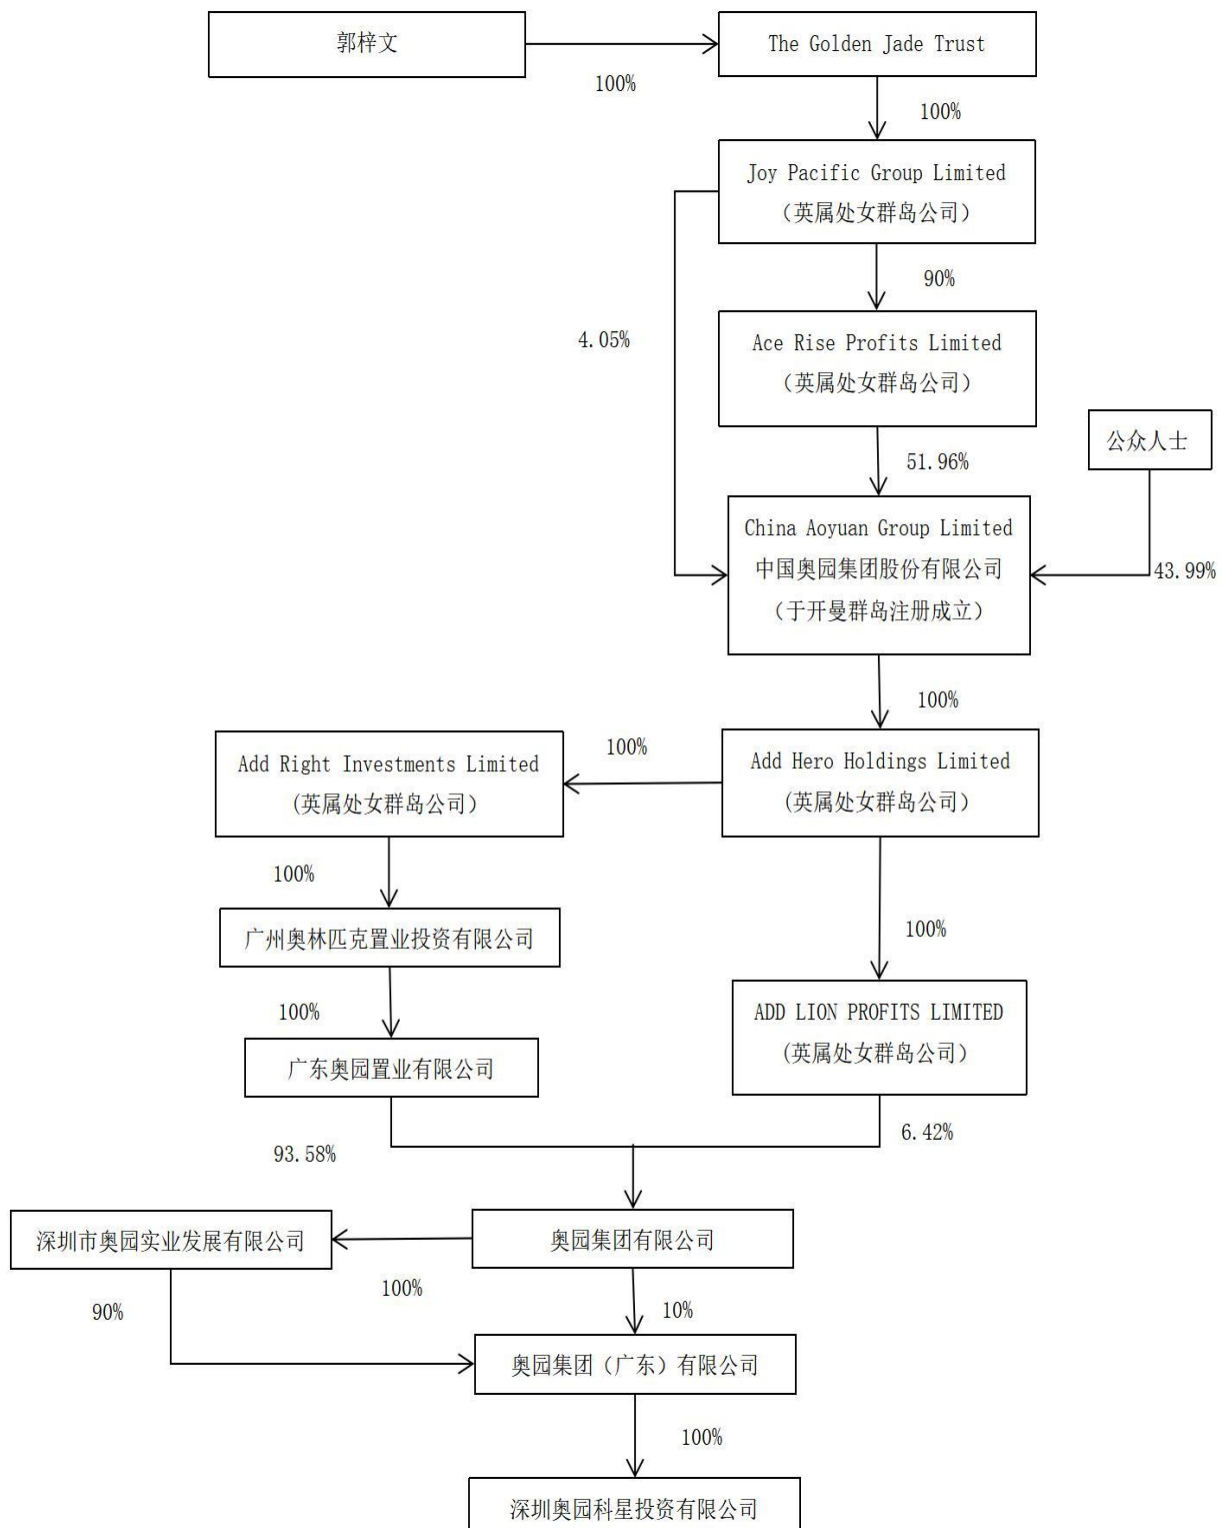 郭梓文
The Golden Jade Trust
100%
100%
Joy Pacific Group Limited
（英属处女群岛公司）
90%
4.05%
Ace Rise Profits Limited
（英属处女群岛公司）
公众人士
51.96%
China Aoyuan Group Limited
中国奥园集团股份有限公司
（于开曼群岛注册成立）
43.99%
100%
Add Right Investments Limited
(英属处女群岛公司）
100%
Add Hero Holdings Limited
(英属处女群岛公司）
100%
广州奥林匹克置业投资有限公司
100%
100%
ADD LION PROFITS LIMITED
(英属处女群岛公司）
广东奥园置业有限公司
93.58%
6.42%
深圳市奥园实业发展有限公司
奥园集团有限公司
100%
90%
10%
奥园集团（广东）有限公司
100%
深圳奥园科星投资有限公司